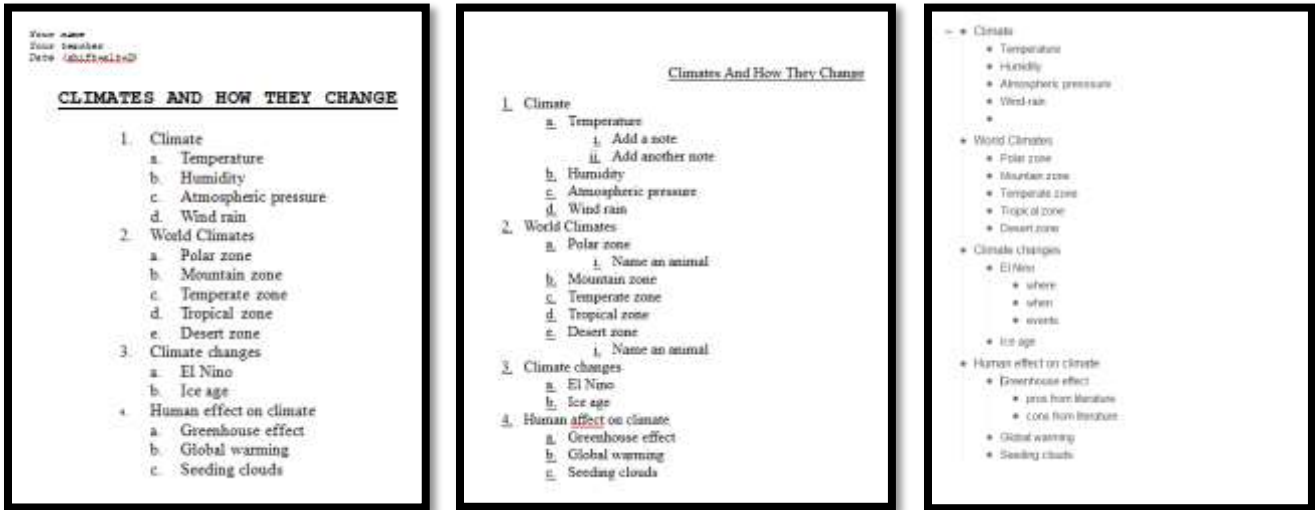 Your name
Your teacher
Date (shift+alt+D)
CLIMATES AND HOW THEY CHANGE
1. Climate
a. Temperature
b. Humidity
c. Atmospheric pressure
d. Wind rain
2. World Climates
a. Polar zone
b. Mountain zone
c. Temperate zone
d. Tropical zone
e. Desert zone
3. Climate changes
a. El Nino
b. Ice age
4. Human effect on climate
a. Greenhouse effect
b. Global warming
c. Seeding clouds
Climates And How They Change
1. Climate
a. Temperature
i. Add a note
ii. Add another note
b. Humidity
c. Atmospheric pressure
d. Wind rain
2. World Climates
a. Polar zone
i. Name an animal
b. Mountain zone
c. Temperate zone
d. Tropical zone
e. Desert zone
i. Name an animal
3. Climate changes
a. El Nino
b. Ice age
4. Human affect on climate
a. Greenhouse effect
b. Global warming
c. Seeding clouds
Climate
Temperature
Humidity
Atmospheric presssure
Wind-rain
World Climates
Polar zone
Mountain zone
Temperate zone
Tropical zone
Desert zone
Climate changes
El Nino
where
when
events
Ice age
Human effect on climate
Greenhouse effect
pros from literature
cons from literature
Global warming
Seeding clouds